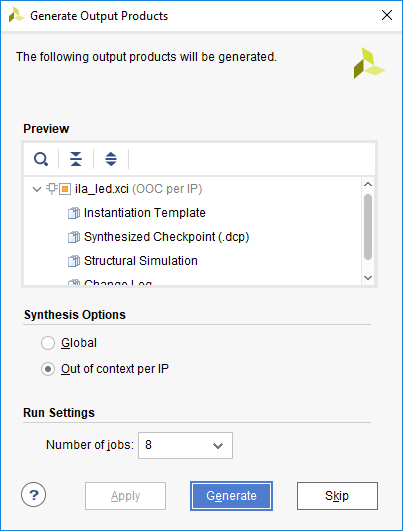 Generate Output Products
The following output products will be generated.
Preview
ila_led.xci (OOC per IP)
Instantiation Template
Synthesized Checkpoint (.dcp)
Structural Simulation
Change Log
Synthesis Options
Global
Out of context per IP
Run Settings
Number of jobs: 8
? Apply Generate Skip